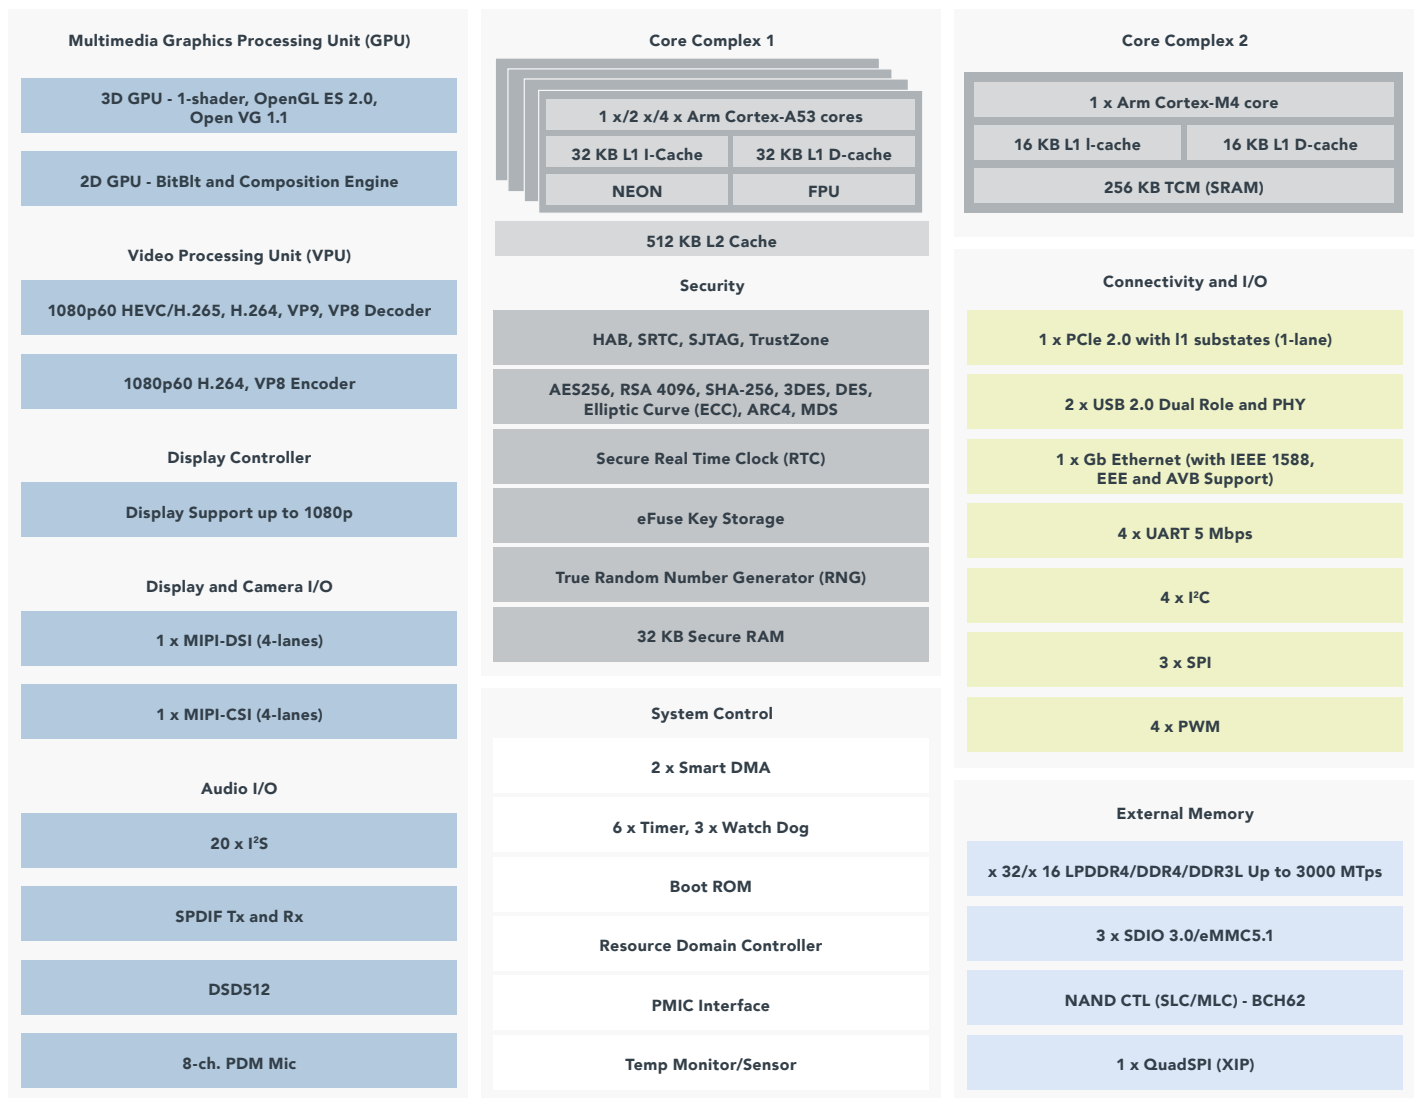 Multimedia Graphics Processing Unit (GPU)
3D GPU - 1-shader, OpenGL ES 2.0,
Open VG 1.1
2D GPU - BitBlt and Composition Engine
Video Processing Unit (VPU)
1080p60 HEVC/H.265, H.264, VP9, VP8 Decoder
1080p60 H.264, VP8 Encoder
Display Controller
Display Support up to 1080p
Display and Camera I/O
1 x MIPI-DSI (4-lanes)
1 x MIPI-CSI (4-lanes)
Audio I/O
20 x I²S
SPDIF Tx and Rx
DSD512
8-ch. PDM Mic
Core Complex 1
1 x/2 x/4 x Arm Cortex-A53 cores
32 KB L1 I-Cache
32 KB L1 D-cache
NEON
FPU
512 KB L2 Cache
Security
HAB, SRTC, SJTAG, TrustZone
AES256, RSA 4096, SHA-256, 3DES, DES,
Elliptic Curve (ECC), ARC4, MDS
Secure Real Time Clock (RTC)
eFuse Key Storage
True Random Number Generator (RNG)
32 KB Secure RAM
System Control
2 x Smart DMA
6 x Timer, 3 x Watch Dog
Boot ROM
Resource Domain Controller
PMIC Interface
Temp Monitor/Sensor
Core Complex 2
1 x Arm Cortex-M4 core
16 KB L1 l-cache
16 KB L1 D-cache
256 KB TCM (SRAM)
Connectivity and I/O
1 x PCle 2.0 with l1 substates (1-lane)
2 x USB 2.0 Dual Role and PHY
1 x Gb Ethernet (with IEEE 1588,
EEE and AVB Support)
4 x UART 5 Mbps
4 x I²C
3 x SPI
4 x PWM
External Memory
x 32/x 16 LPDDR4/DDR4/DDR3L Up to 3000 MTps
3 x SDIO 3.0/eMMC5.1
NAND CTL (SLC/MLC) - BCH62
1 x QuadSPI (XIP)